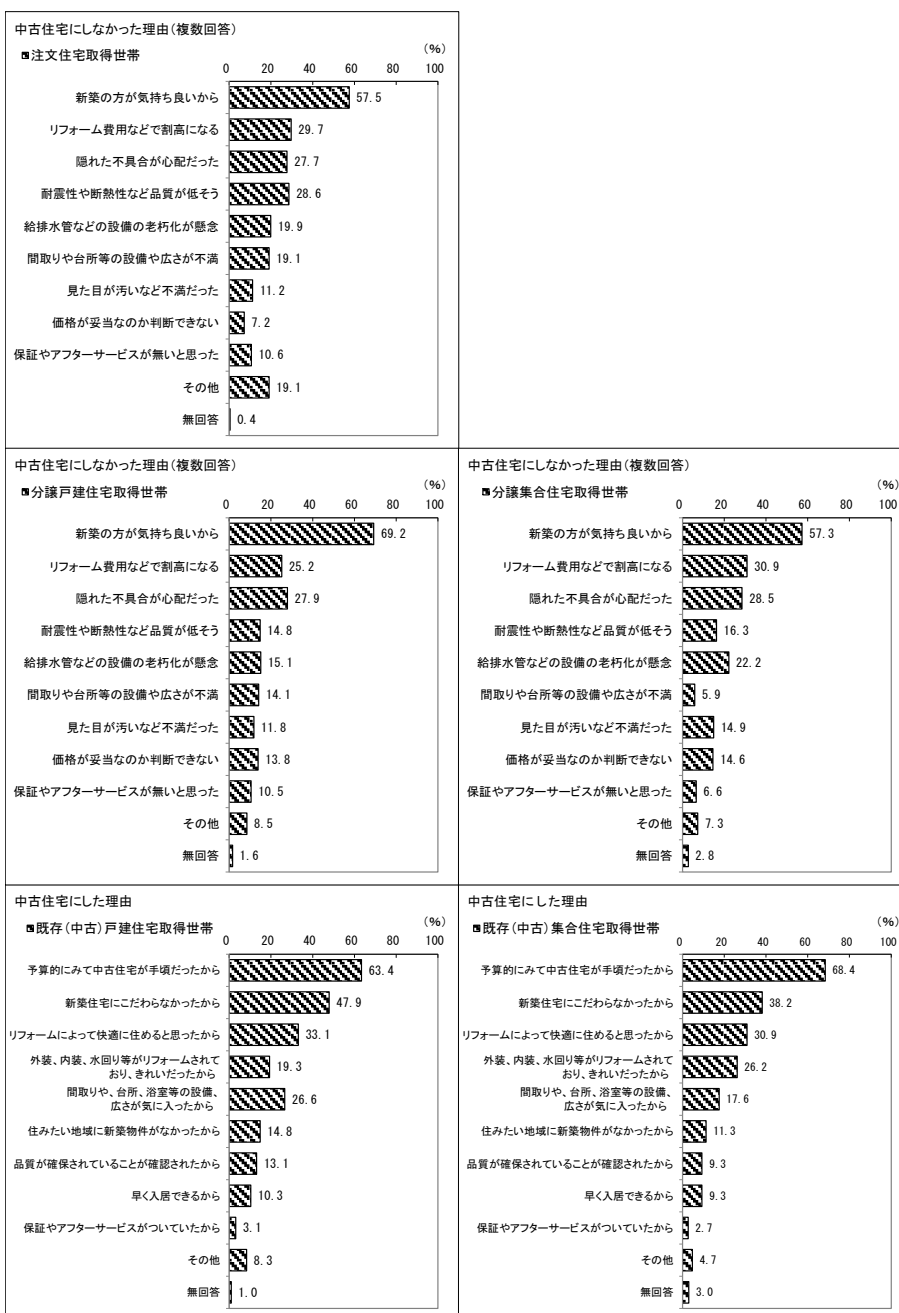 中古住宅にしなかった理由(複数回答)
注文住宅取得世帯
(%)
0 20 40 60 80 100
新築の方が気持ち良いから 57.5
リフォーム費用などで割高になる 29.7
隠れた不具合が心配だった 27.7
耐震性や断熱性など品質が低そう 28.6
給排水管などの設備の老朽化が懸念 19.9
間取りや台所等の設備や広さが不満 19.1
見た目が汚いなど不満だった 11.2
価格が妥当なのか判断できない 7.2
保証やアフターサービスが無いと思った 10.6
その他 19.1
無回答 0.4
中古住宅にしなかった理由(複数回答)
分譲戸建住宅取得世帯
(%)
0 20 40 60 80 100
新築の方が気持ち良いから 69.2
リフォーム費用などで割高になる 25.2
隠れた不具合が心配だった 27.9
耐震性や断熱性など品質が低そう 14.8
給排水管などの設備の老朽化が懸念 15.1
間取りや台所等の設備や広さが不満 14.1
見た目が汚いなど不満だった 11.8
価格が妥当なのか判断できない 13.8
保証やアフターサービスが無いと思った 10.5
その他 8.5
無回答 1.6
中古住宅にしなかった理由(複数回答)
分譲集合住宅取得世帯
(%)
0 20 40 60 80 100
新築の方が気持ち良いから 57.3
リフォーム費用などで割高になる 30.9
隠れた不具合が心配だった 28.5
耐震性や断熱性など品質が低そう 16.3
給排水管などの設備の老朽化が懸念 22.2
間取りや台所等の設備や広さが不満 5.9
見た目が汚いなど不満だった 14.9
価格が妥当なのか判断できない 14.6
保証やアフターサービスが無いと思った 6.6
その他 7.3
無回答 2.8
中古住宅にした理由
既存(中古)戸建住宅取得世帯
(%)
0 20 40 60 80 100
予算的にみて中古住宅が手頃だったから 63.4
新築住宅にこだわらなかったから 47.9
リフォームによって快適に住めると思ったから 33.1
外装、内装、水回り等がリフォームされて
おり、きれいだったから 19.3
間取りや、台所、浴室等の設備、
広さが気に入ったから 26.6
住みたい地域に新築物件がなかったから 14.8
品質が確保されていることが確認されたから 13.1
早く入居できるから 10.3
保証やアフターサービスがついていたから 3.1
その他 8.3
無回答 1.0
中古住宅にした理由
既存(中古)集合住宅取得世帯
(%)
0 20 40 60 80 100
予算的にみて中古住宅が手頃だったから 68.4
新築住宅にこだわらなかったから 38.2
リフォームによって快適に住めると思ったから 30.9
外装、内装、水回り等がリフォームされて
おり、きれいだったから 26.2
間取りや、台所、浴室等の設備、
広さが気に入ったから 17.6
住みたい地域に新築物件がなかったから 11.3
品質が確保されていることが確認されたから 9.3
早く入居できるから 9.3
保証やアフターサービスがついていたから 2.7
その他 4.7
無回答 3.0